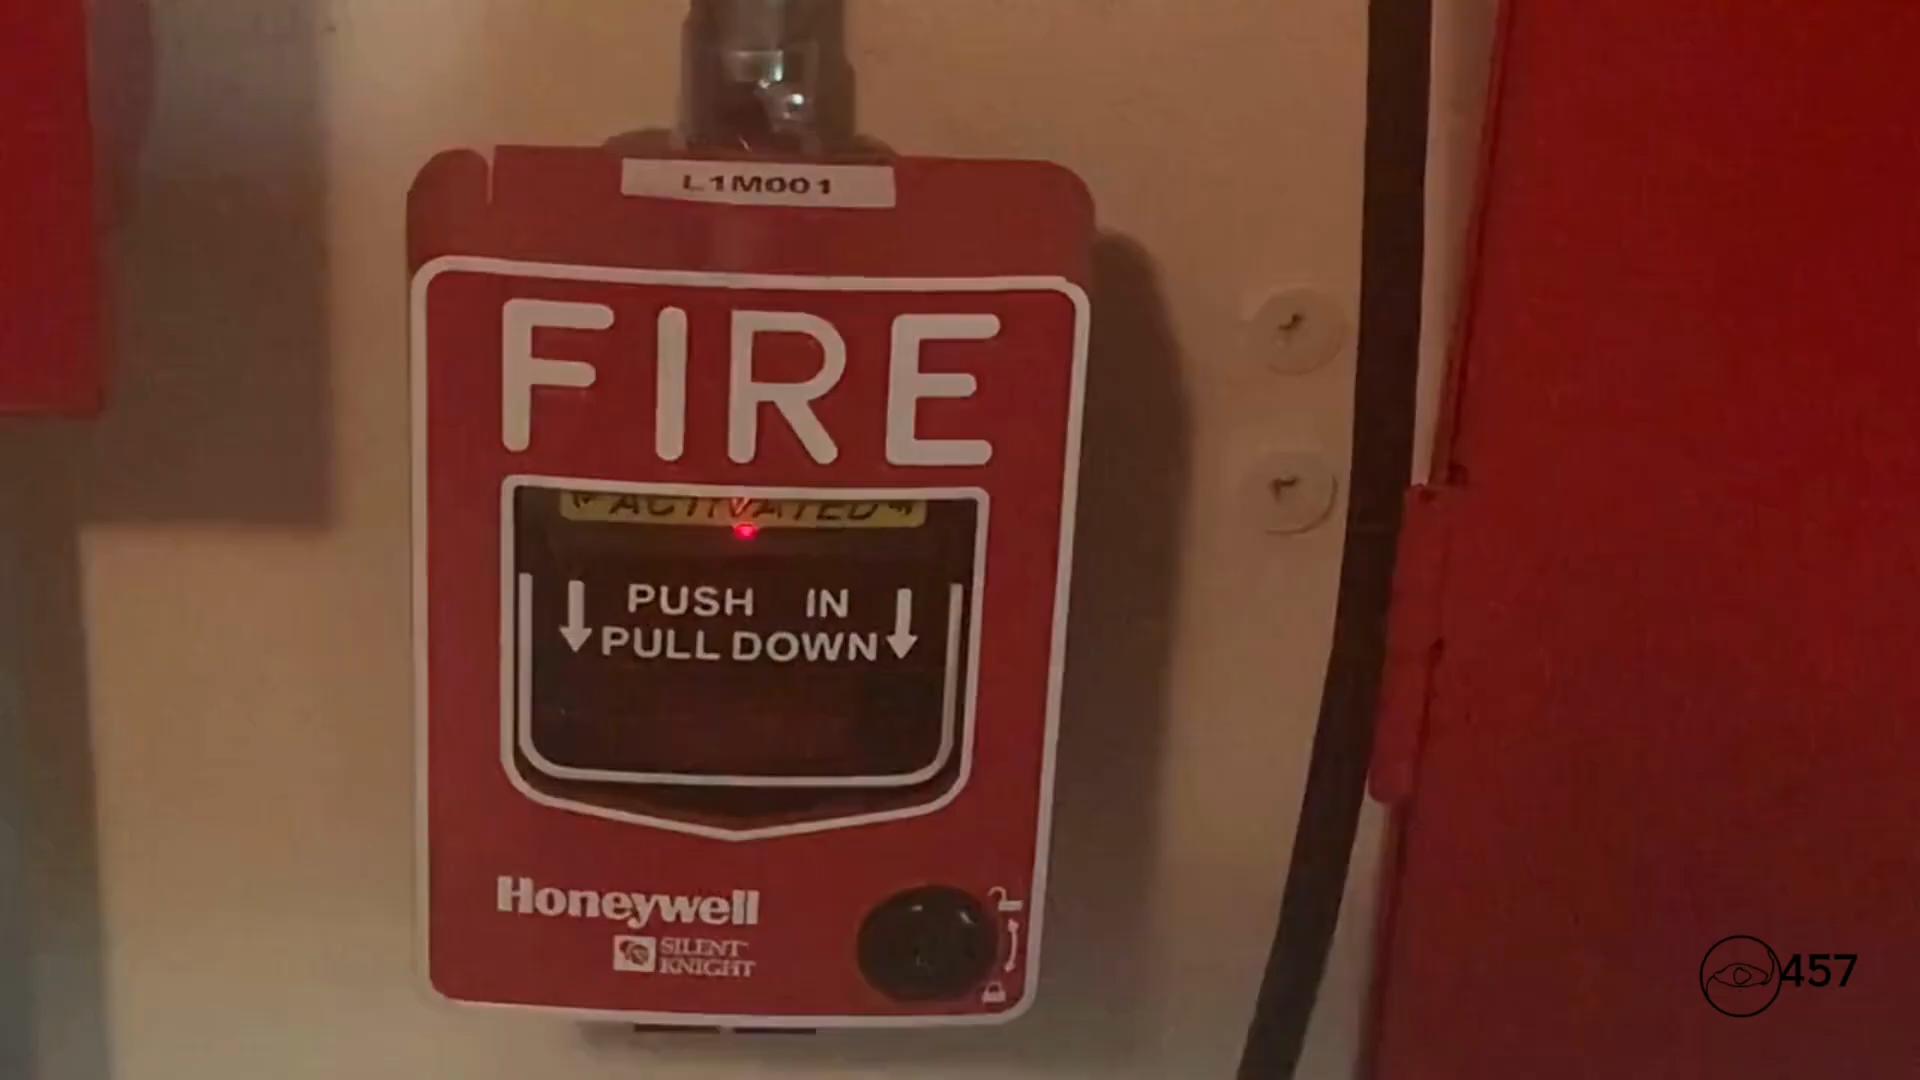 L1M001
FIRE
ACTIVATED
PUSH IN
PULL DOWN
Honeywell
SILENT
KNIGHT
457